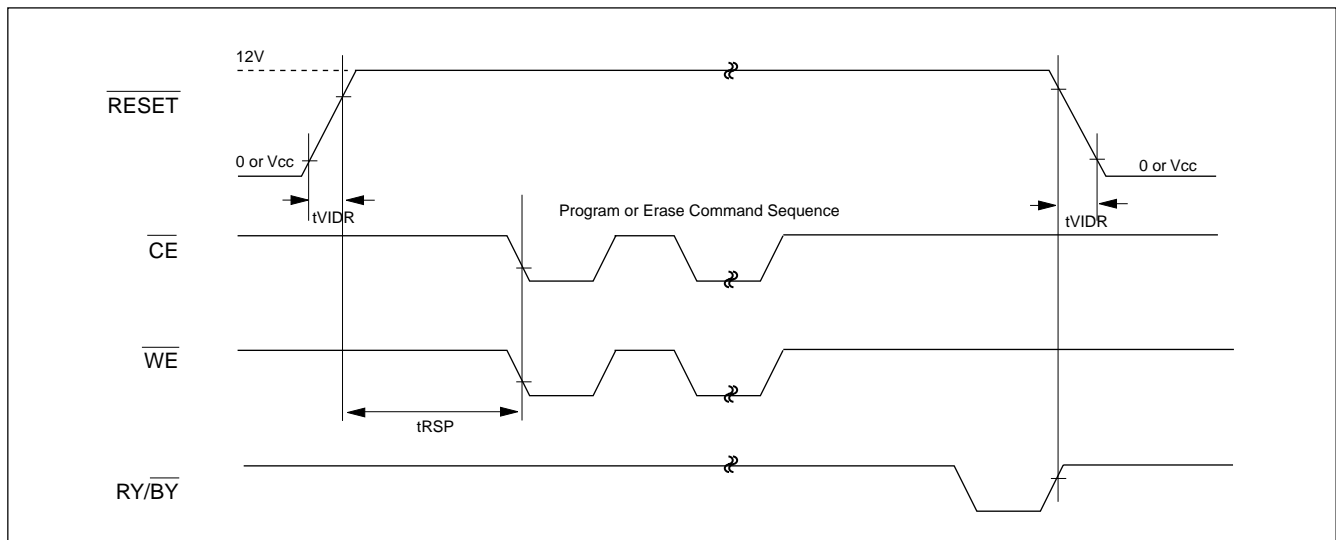 12V
RESET
0 or Vcc
0 or Vcc
tVIDR
Program or Erase Command Sequence
tVIDR
CE
WE
tRSP
RY/BY